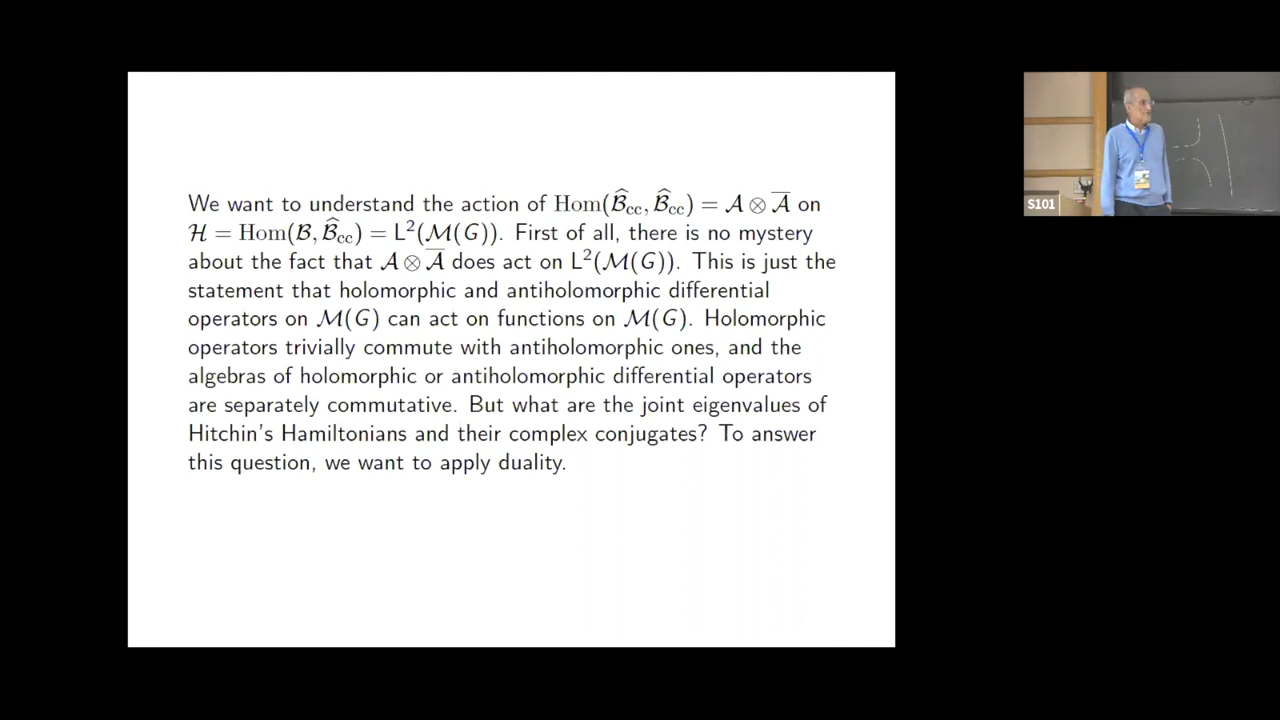 We want to understand the action of Hom(B̂cc, B̂cc) = 𝒜 ⊗ 𝒜̅ on
ℋ = Hom(ℬ, B̂cc) = L²(ℳ(G)). First of all, there is no mystery
about the fact that 𝒜 ⊗ 𝒜̅ does act on L²(ℳ(G)). This is just the
statement that holomorphic and antiholomorphic differential
operators on ℳ(G) can act on functions on ℳ(G). Holomorphic
operators trivially commute with antiholomorphic ones, and the
algebras of holomorphic or antiholomorphic differential operators
are separately commutative. But what are the joint eigenvalues of
Hitchin's Hamiltonians and their complex conjugates? To answer
this question, we want to apply duality.
S101